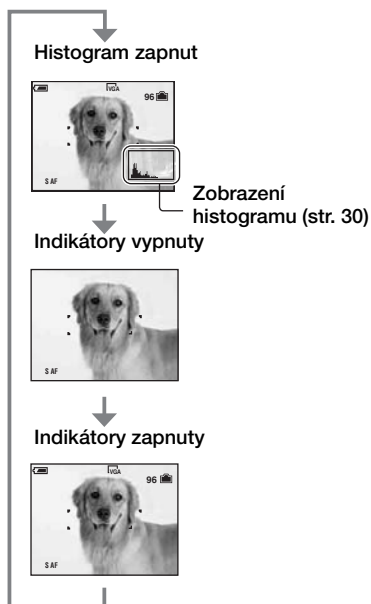 Histogram zapnut
VGA
96
S AF
Zobrazení
histogramu (str. 30)
Indikátory vypnuty
S AF
Indikátory zapnuty
VGA
96
S AF